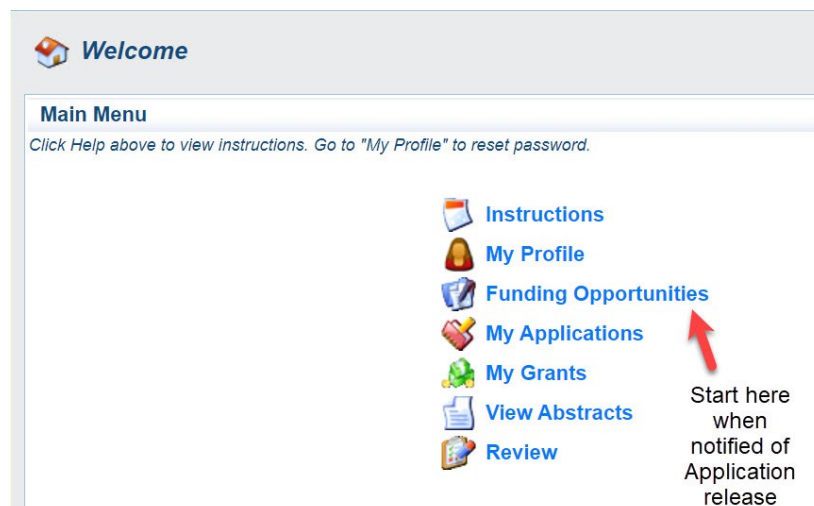 Welcome
Main Menu
Click Help above to view instructions. Go to "My Profile" to reset password.
Instructions
My Profile
Funding Opportunities
My Applications
My Grants
View Abstracts
Review
Start here
when
notified of
Application
release